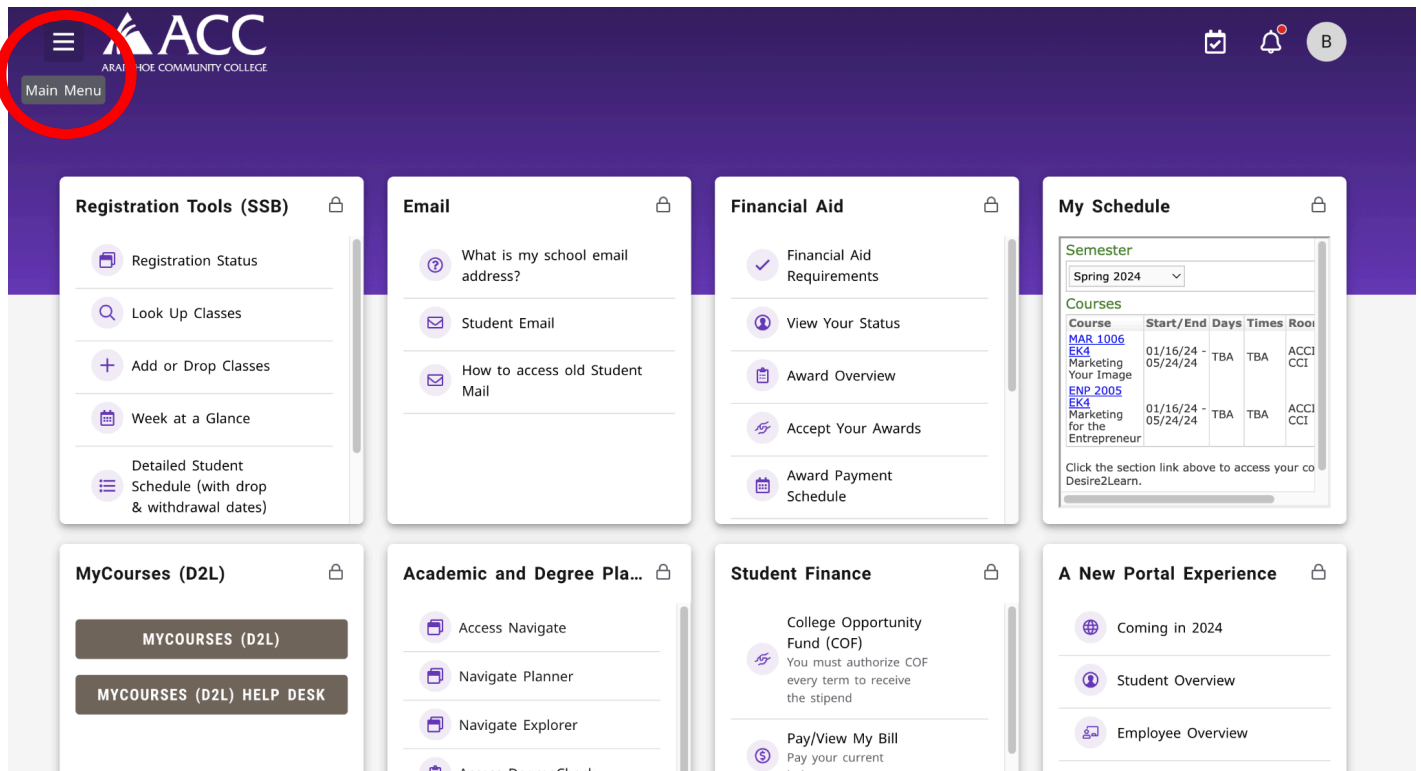 ACC
ARAPAHOE COMMUNITY COLLEGE
B
Main Menu
Registration Tools (SSB)
Registration Status
Look Up Classes
Add or Drop Classes
Week at a Glance
Detailed Student
Schedule (with drop
& withdrawal dates)
Email
What is my school email
address?
Student Email
How to access old Student
Mail
Financial Aid
Financial Aid
Requirements
View Your Status
Award Overview
Accept Your Awards
Award Payment
Schedule
My Schedule
Semester
Spring 2024
Courses
Course Start/End Days Times
MAR 1006
EK4
Marketing
Your Image
01/16/24 -
05/24/24
TBA TBA
CCI
ENP 2005
EK4
Marketing
for the
Entrepreneur
01/16/24 -
05/24/24
TBA TBA
CCI
Click the section link above to access your co
Desire2Learn.
MyCourses (D2L)
MYCOURSES (D2L)
MYCOURSES (D2L) HELP DESK
Academic and Degree Pla...
Access Navigate
Navigate Planner
Navigate Explorer
Student Finance
College Opportunity
Fund (COF)
You must authorize COF
every term to receive
the stipend
Pay/View My Bill
Pay your current
A New Portal Experience
Coming in 2024
Student Overview
Employee Overview